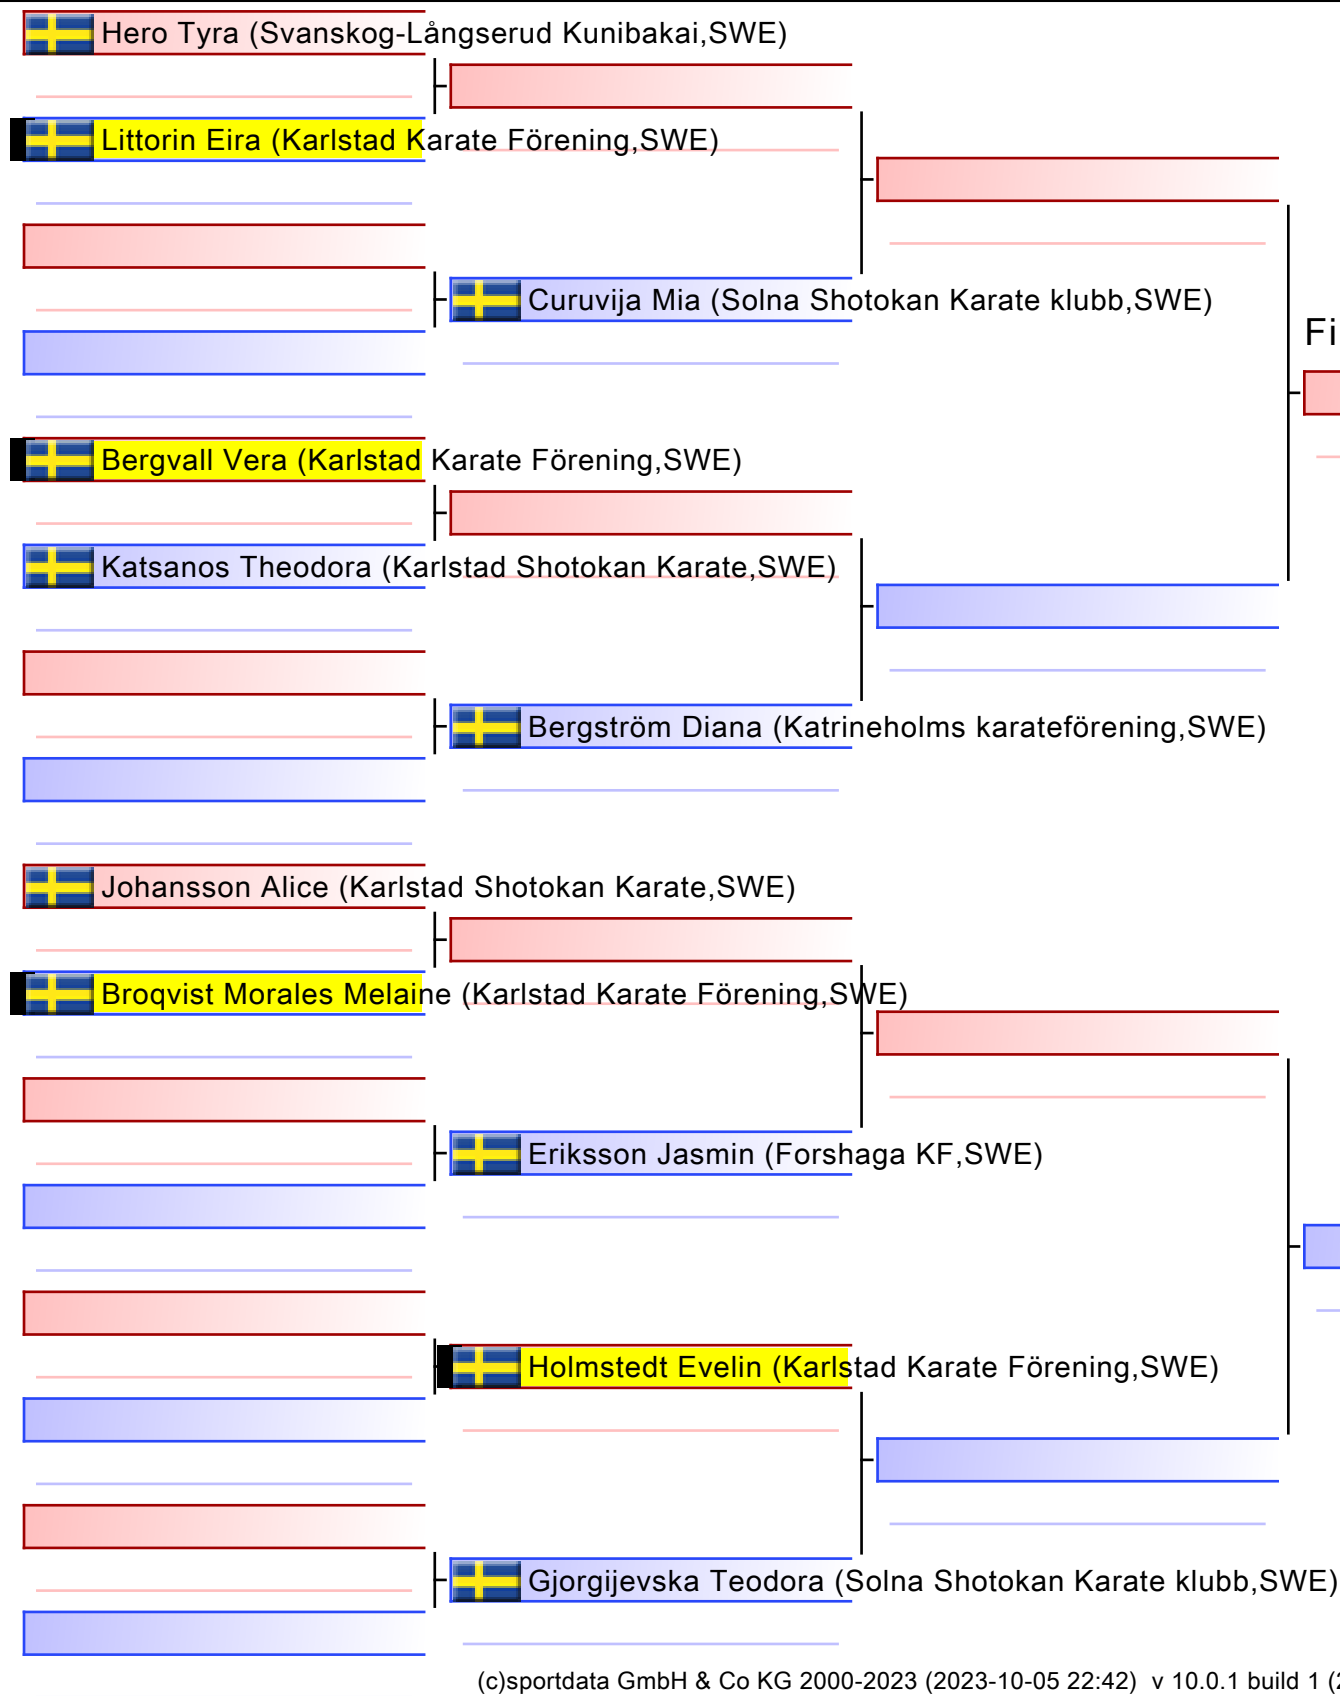 Hero Tyra (Svanskog-Långserud Kunibakai,SWE)
Littorin Eira (Karlstad Karate Förening,SWE)
Curuvija Mia (Solna Shotokan Karate klubb,SWE)
Fi
Bergvall Vera (Karlstad Karate Förening,SWE)
Katsanos Theodora (Karlstad Shotokan Karate,SWE)
Bergström Diana (Katrineholms karateförening,SWE)
Johansson Alice (Karlstad Shotokan Karate,SWE)
Broqvist Morales Melaine (Karlstad Karate Förening,SWE)
Eriksson Jasmin (Forshaga KF,SWE)
Holmstedt Evelin (Karlstad Karate Förening,SWE)
Gjorgijevska Teodora (Solna Shotokan Karate klubb,SWE)
(c)sportdata GmbH & Co KG 2000-2023 (2023-10-05 22:42) v 10.0.1 build 1 (